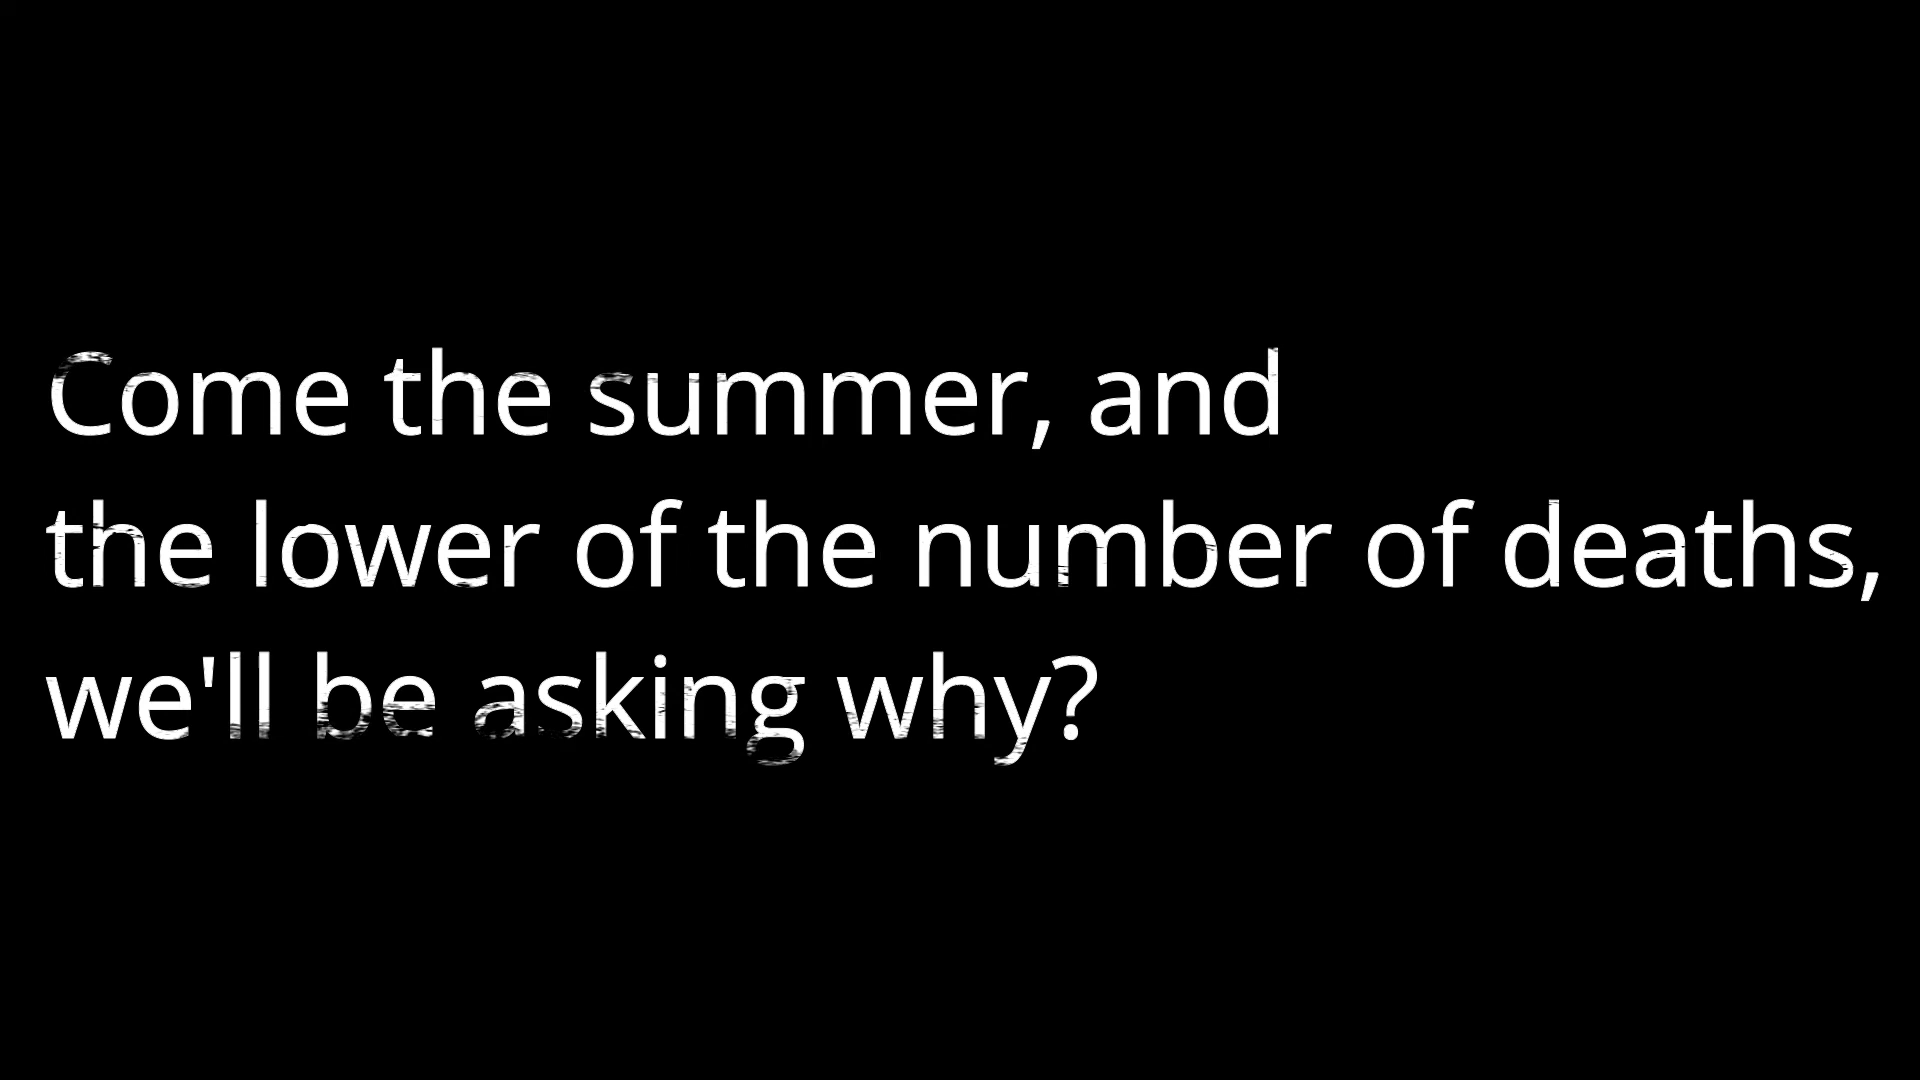 Come the summer, and
the lower of the number of deaths,
we'll be asking why?